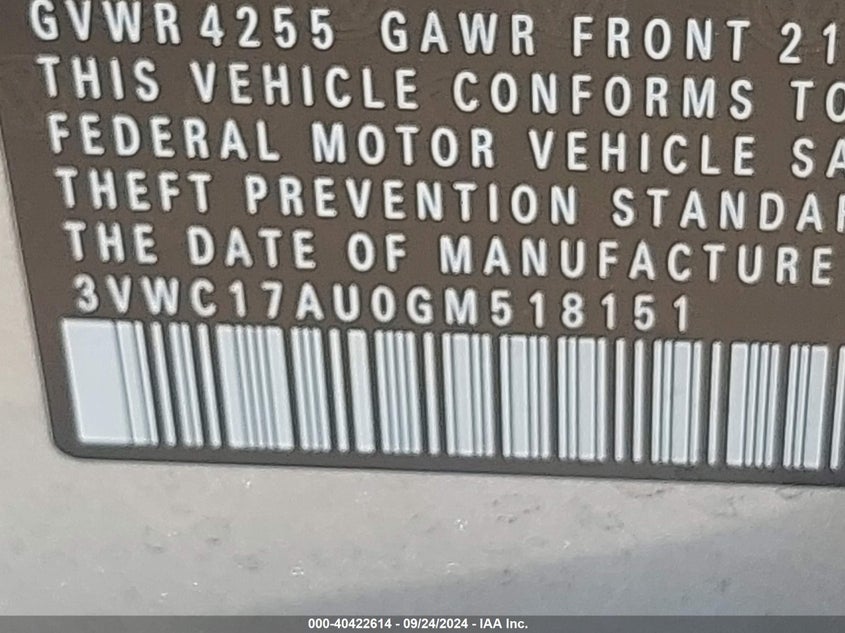 GVWR 4255 GAWR FRONT 21
THIS VEHICLE CONFORMS TO
FEDERAL MOTOR VEHICLE SA
THEFT PREVENTION STANDAR
THE DATE OF MANUFACTURE
3VWC17AU0GM518151
000-40422614 - 09/24/2024 - IAA Inc.